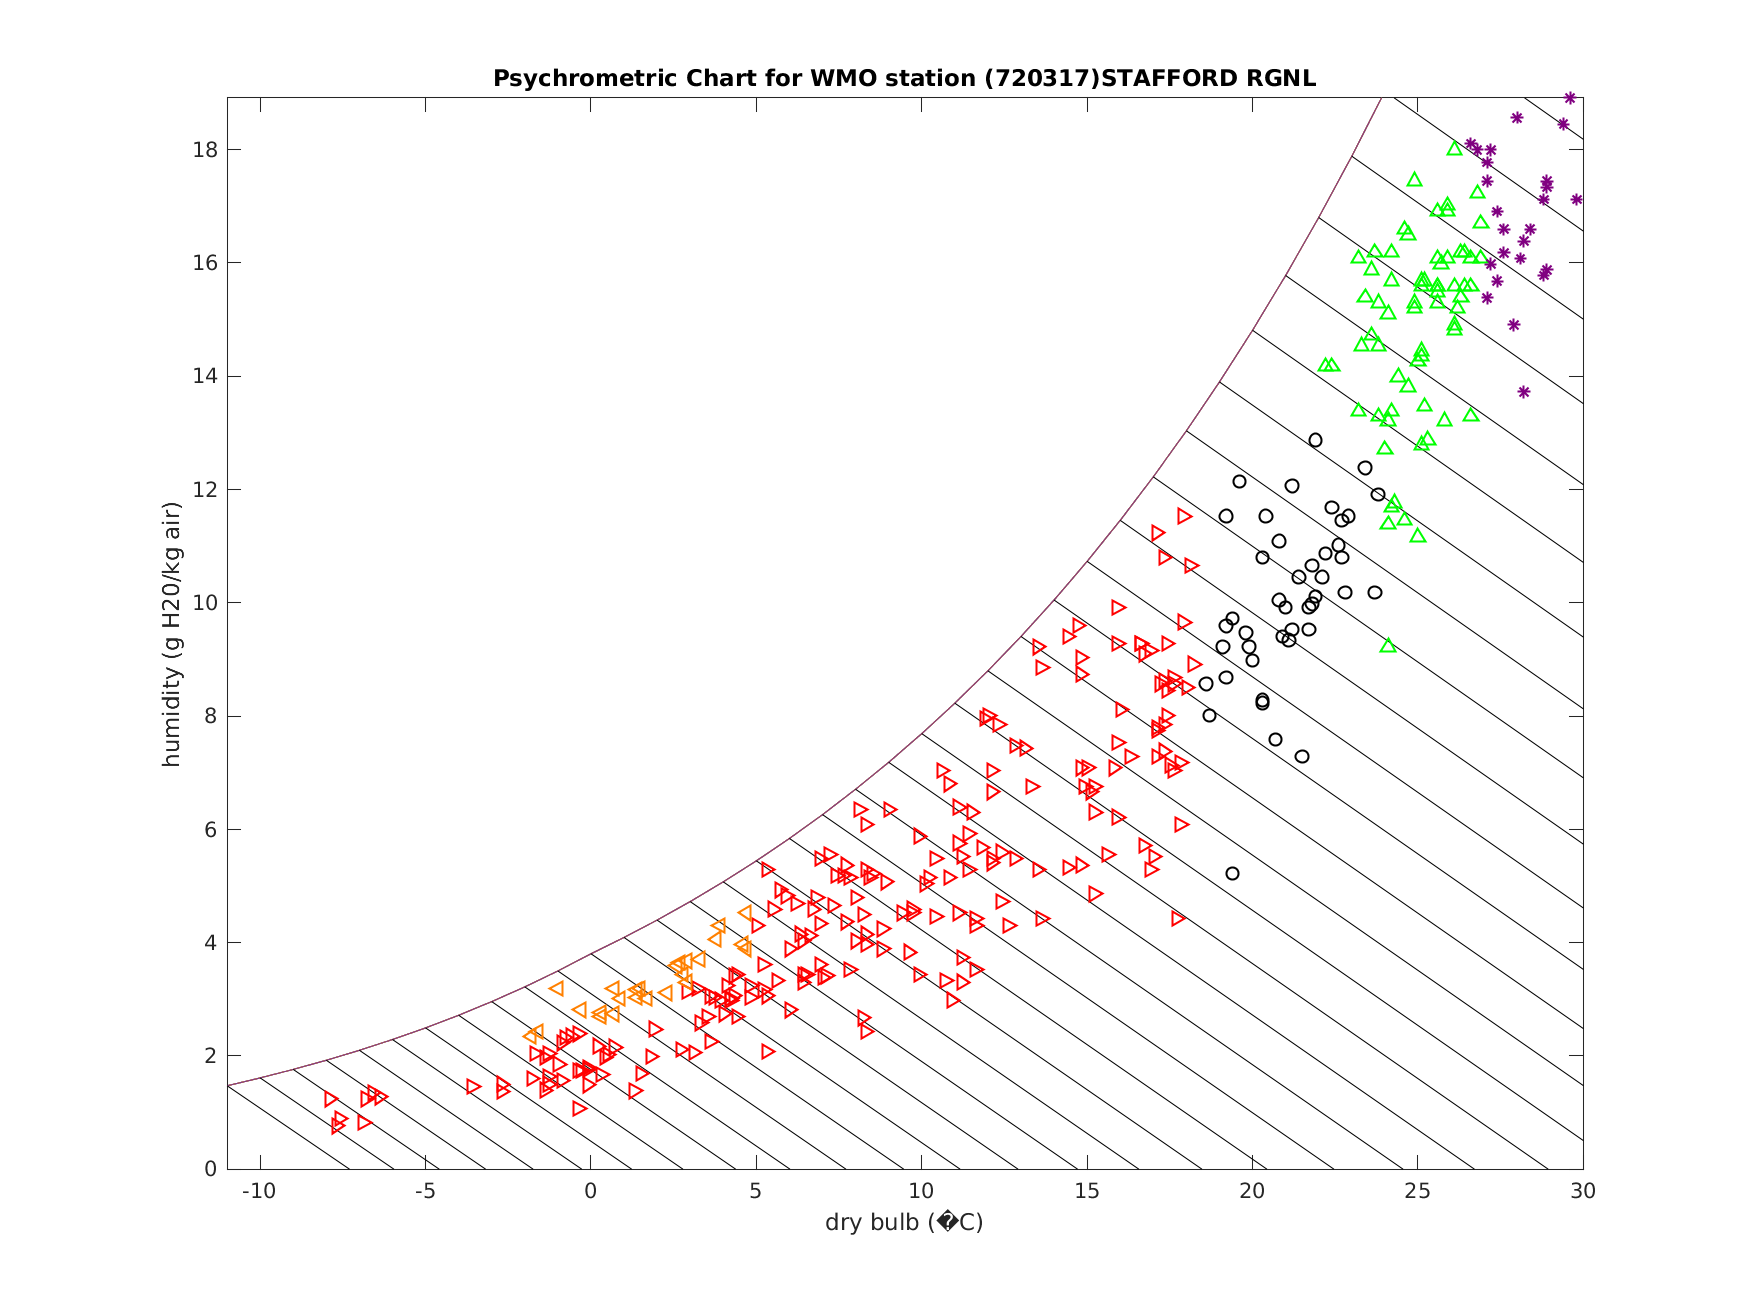 Psychrometric Chart for WMO station (720317)STAFFORD RGNL
18
16
14
12
10
8
6
4
2
0
humidity (g H20/kg air)
-10 -5 0 5 10 15 20 25 30
dry bulb (�C)